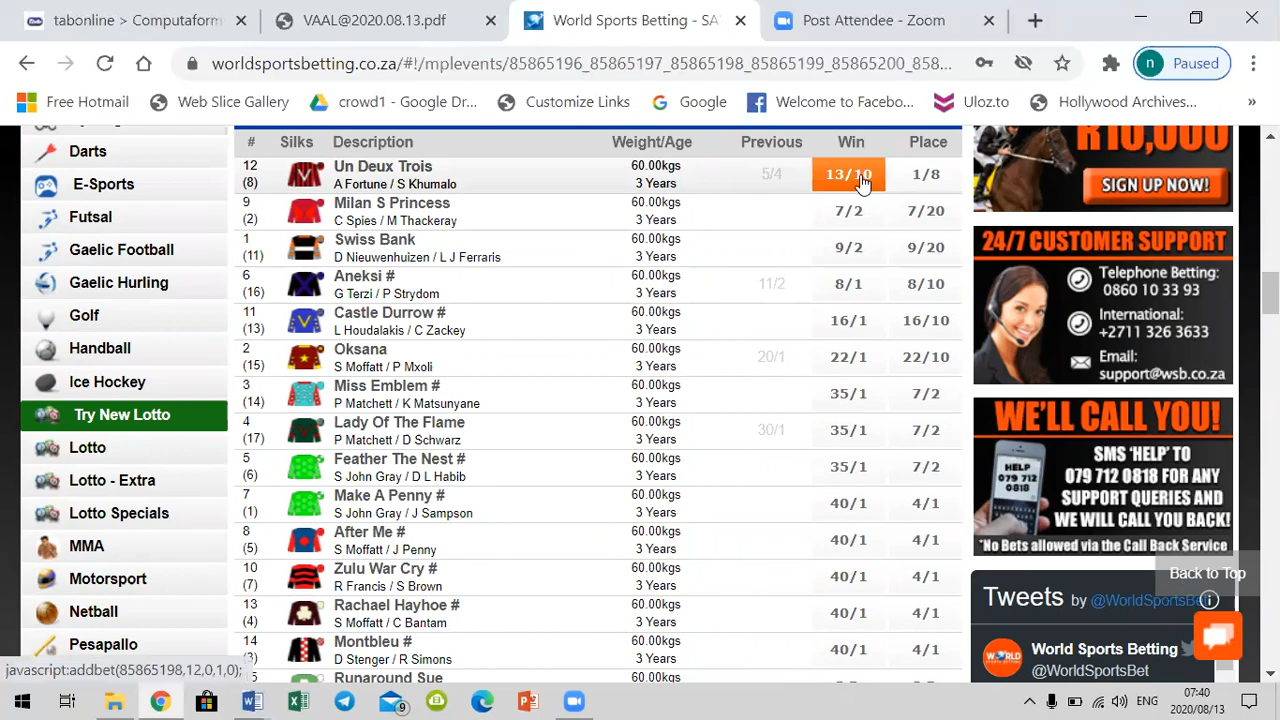 tabonline > Computaform
VAAL@2020.08.13.pdf
World Sports Betting - SA
Post Attendee - Zoom
worldsportsbetting.co.za/#!/mplevents/85865196_85865197_85865198_85865199_85865200_858...
n Paused
Free Hotmail
Web Slice Gallery
crowd1 - Google Dr...
Customize Links
Google
Welcome to Facebo...
Uloz.to
Hollywood Archives...
»
Darts
E-Sports
Futsal
Gaelic Football
Gaelic Hurling
Golf
Handball
Ice Hockey
Try New Lotto
Lotto
Lotto - Extra
Lotto Specials
MMA
Motorsport
Netball
Pesapallo
# Silks Description Weight/Age Previous Win Place
12 Un Deux Trois 60.00kgs 5/4 13/10 1/8
(8) A Fortune / S Khumalo 3 Years
9 Milan S Princess 60.00kgs 7/2 7/20
(2) C Spies / M Thackeray 3 Years
1 Swiss Bank 60.00kgs 9/2 9/20
(11) D Nieuwenhuizen / L J Ferraris 3 Years
6 Aneksi # 60.00kgs 11/2 8/1 8/10
(16) G Terzi / P Strydom 3 Years
11 Castle Durrow # 60.00kgs 16/1 16/10
(13) L Houdalakis / C Zackey 3 Years
2 Oksana 60.00kgs 20/1 22/1 22/10
(15) S Moffatt / P Mxoli 3 Years
3 Miss Emblem # 60.00kgs 35/1 7/2
(14) P Matchett / K Matsunyane 3 Years
4 Lady Of The Flame 60.00kgs 30/1 35/1 7/2
(17) P Matchett / D Schwarz 3 Years
5 Feather The Nest # 60.00kgs 35/1 7/2
(6) S John Gray / D L Habib 3 Years
7 Make A Penny # 60.00kgs 40/1 4/1
(1) S John Gray / J Sampson 3 Years
8 After Me # 60.00kgs 40/1 4/1
(5) S Moffatt / J Penny 3 Years
10 Zulu War Cry # 60.00kgs 40/1 4/1
(7) R Francis / S Brown 3 Years
13 Rachael Hayhoe # 60.00kgs 40/1 4/1
(4) S Moffatt / C Bantam 3 Years
14 Montbleu # 60.00kgs 40/1 4/1
(3) D Stenger / R Simons 3 Years
Runaround Sue 60.00kgs
R10,000
SIGN UP NOW!
24/7 CUSTOMER SUPPORT
Telephone Betting:
0860 10 33 93
International:
+2711 326 3633
Email:
support@wsb.co.za
WE'LL CALL YOU!
HELP
079 712
0818
SMS 'HELP' TO
079 712 0818 FOR ANY
SUPPORT QUERIES AND
WE WILL CALL YOU BACK!
*No Bets allowed via the Call Back Service
Back to Top
Tweets by @WorldSportsBet
WORLD
World Sports Betting
@WorldSportsBet
javascript:addbet(85865198,12,0,1,0);
9
ENG
07:40
2020/08/13